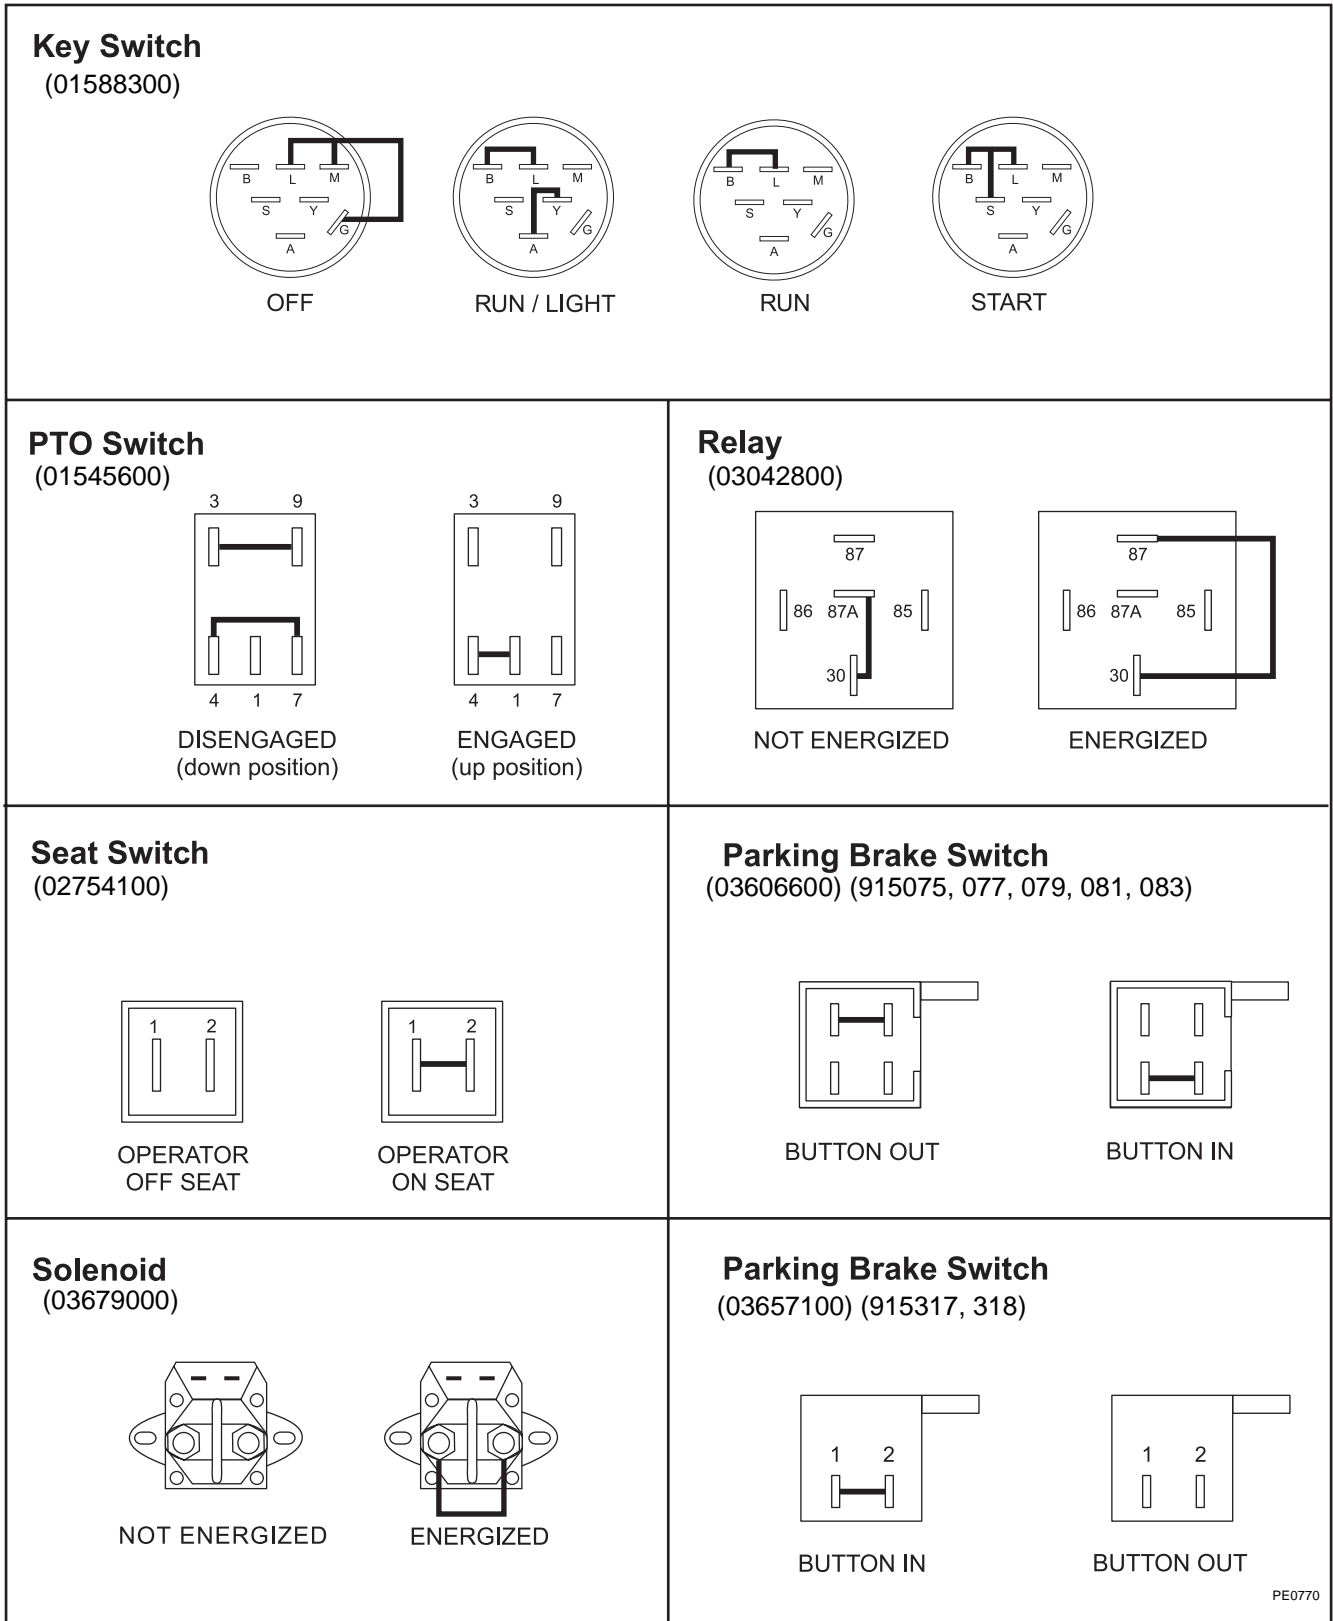 Key Switch
(01588300)
B L M
S Y
G
A
OFF
B L M
S Y
G
A
RUN / LIGHT
B L M
S Y
G
A
RUN
B L M
S Y
G
A
START
PTO Switch
(01545600)
3 9
4 1 7
DISENGAGED
(down position)
3 9
4 1 7
ENGAGED
(up position)
Relay
(03042800)
87
86 87A 85
30
NOT ENERGIZED
87
86 87A 85
30
ENERGIZED
Seat Switch
(02754100)
1 2
OPERATOR
OFF SEAT
1 2
OPERATOR
ON SEAT
Parking Brake Switch
(03606600) (915075, 077, 079, 081, 083)
BUTTON OUT
BUTTON IN
Solenoid
(03679000)
NOT ENERGIZED
ENERGIZED
Parking Brake Switch
(03657100) (915317, 318)
1 2
BUTTON IN
1 2
BUTTON OUT
PE0770